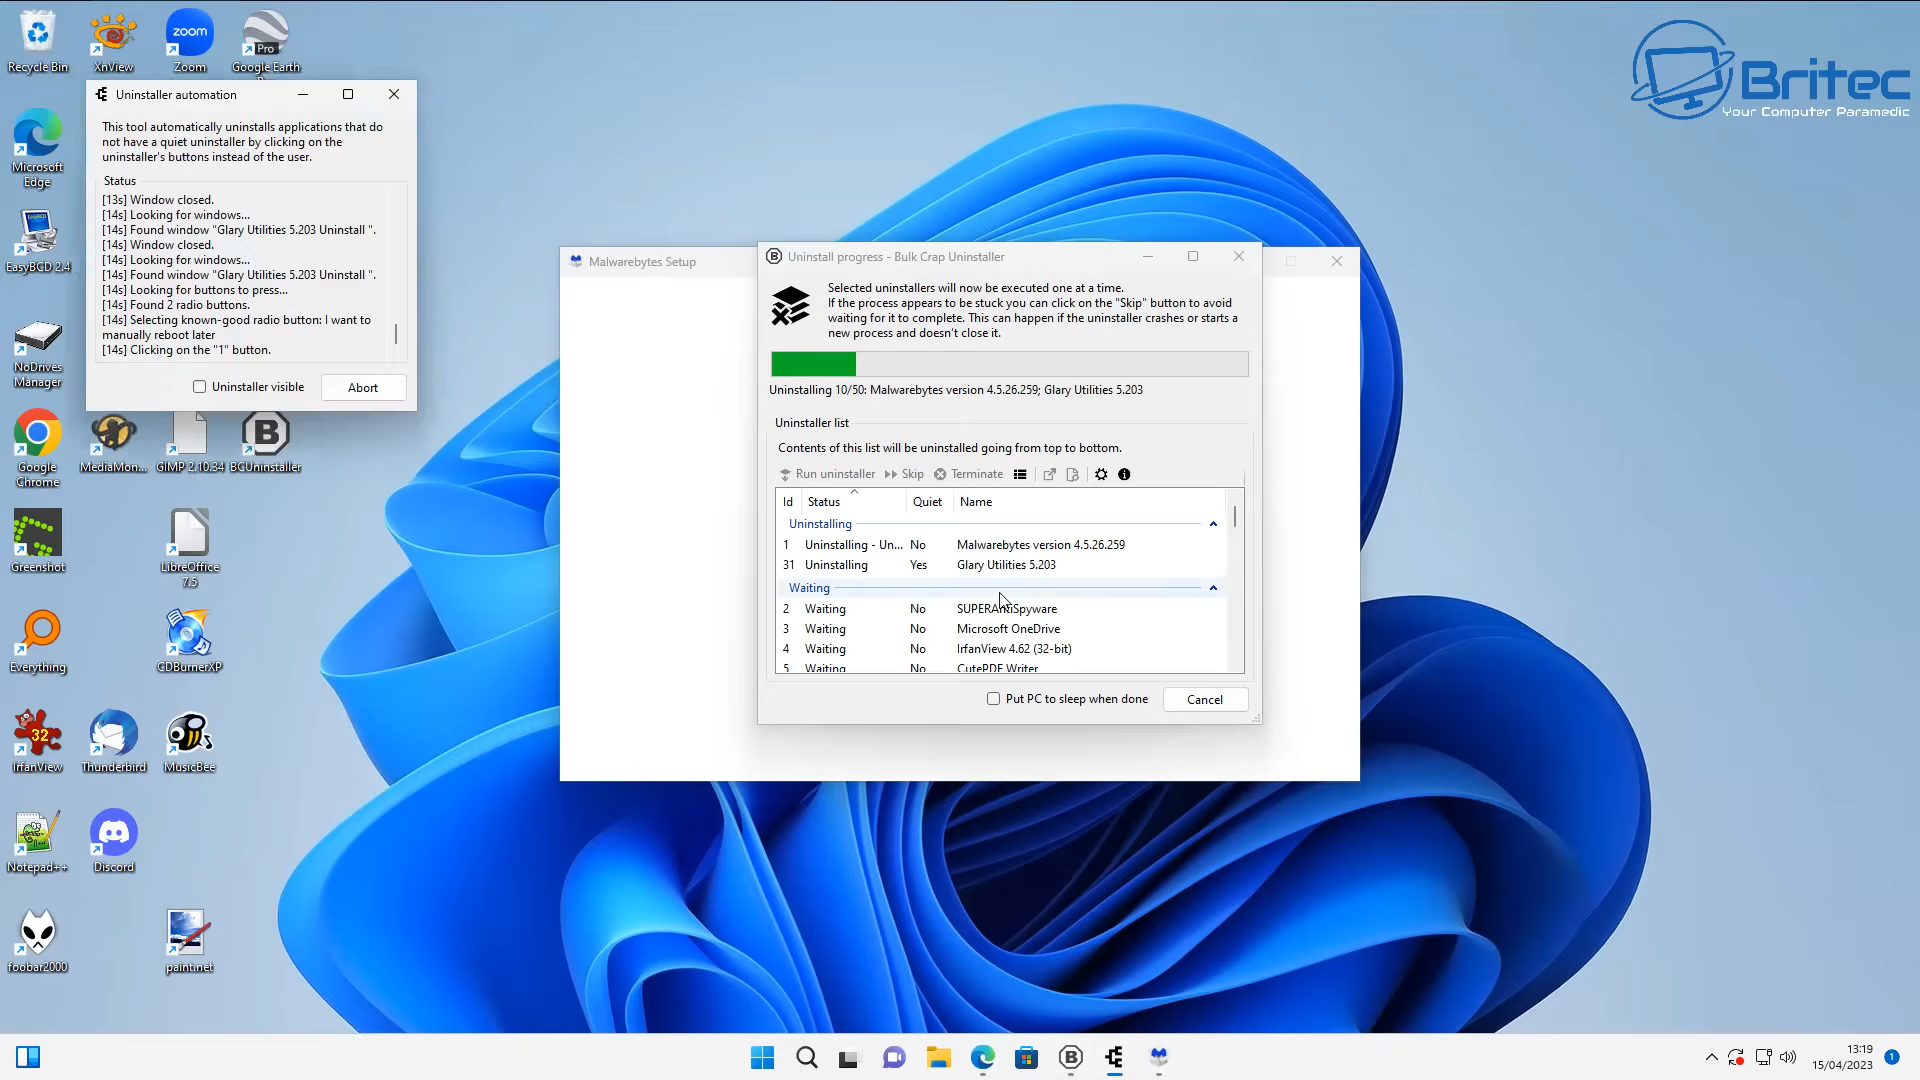 Recycle Bin
XnView
Zoom
zoom
Google Earth
Pro
Britec
Your Computer Paramedic
Uninstaller automation
This tool automatically uninstalls applications that do
not have a quiet uninstaller by clicking on the
uninstaller's buttons instead of the user.
Status
[13s] Window closed.
[14s] Looking for windows...
[14s] Found window "Glary Utilities 5.203 Uninstall ".
[14s] Window closed.
[14s] Looking for windows...
[14s] Found window "Glary Utilities 5.203 Uninstall ".
[14s] Looking for buttons to press...
[14s] Found 2 radio buttons.
[14s] Selecting known-good radio button: I want to
manually reboot later
[14s] Clicking on the "1" button.
Uninstaller visible
Abort
Microsoft
Edge
EasyBCD 2.4
NoDrives
Manager
Google
Chrome
MediaMon...
GIMP 2.10.34
BCUninstaller
Greenshot
LibreOffice
7.5
Everything
CDBurnerXP
32
IrfanView
Thunderbird
MusicBee
Notepad++
Discord
foobar2000
paint.net
Malwarebytes Setup
Uninstall progress - Bulk Crap Uninstaller
Selected uninstallers will now be executed one at a time.
If the process appears to be stuck you can click on the "Skip" button to avoid
waiting for it to complete. This can happen if the uninstaller crashes or starts a
new process and doesn't close it.
Uninstalling 10/50: Malwarebytes version 4.5.26.259; Glary Utilities 5.203
Uninstaller list
Contents of this list will be uninstalled going from top to bottom.
Run uninstaller Skip Terminate
Id Status Quiet Name
Uninstalling
1 Uninstalling - Un... No Malwarebytes version 4.5.26.259
31 Uninstalling Yes Glary Utilities 5.203
Waiting
2 Waiting No SUPERAntiSpyware
3 Waiting No Microsoft OneDrive
4 Waiting No IrfanView 4.62 (32-bit)
5 Waiting No CutePDF Writer
Put PC to sleep when done
Cancel
13:19
15/04/2023
1